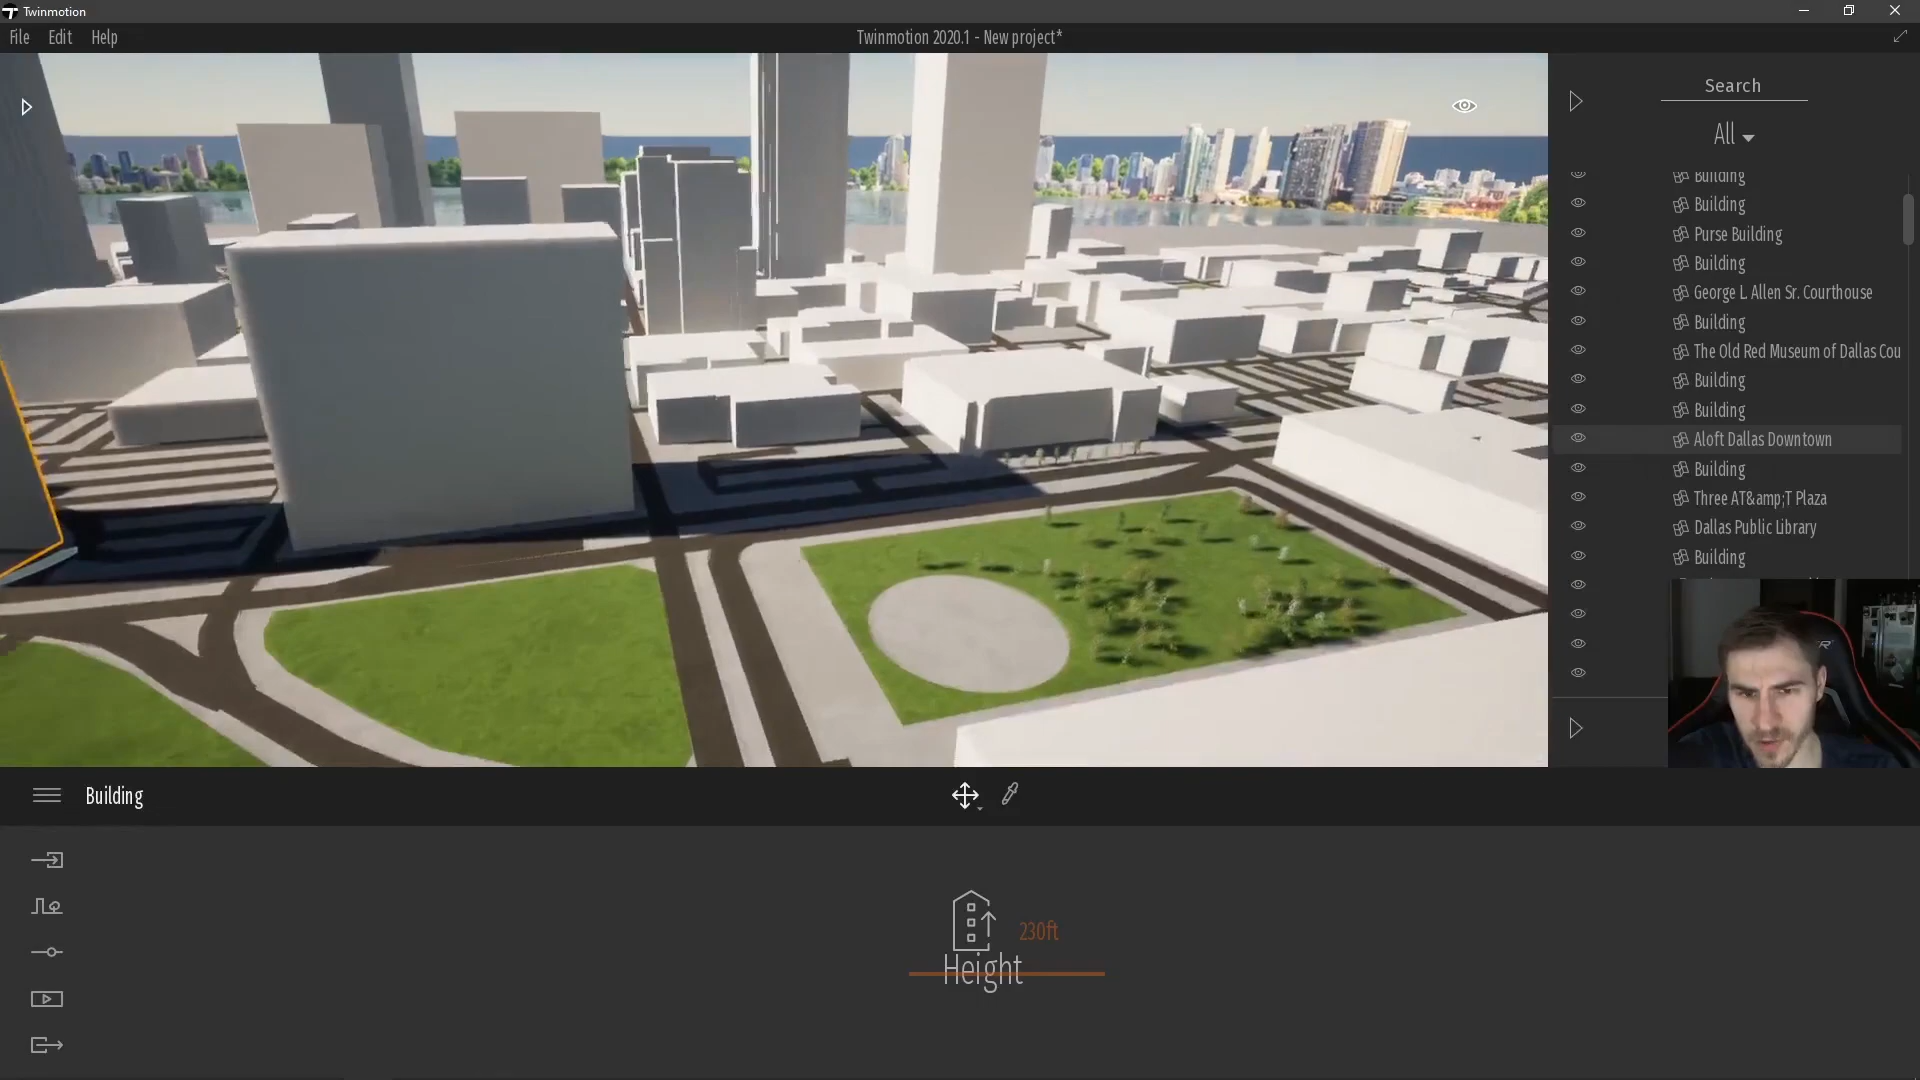 Twinmotion
File Edit Help
Twinmotion 2020.1 - New project*
Search
All
Building
Building
Purse Building
Building
George L. Allen Sr. Courthouse
Building
The Old Red Museum of Dallas Cou
Building
Building
Aloft Dallas Downtown
Building
Three AT&amp;T Plaza
Dallas Public Library
Building
Building
230ft
Height